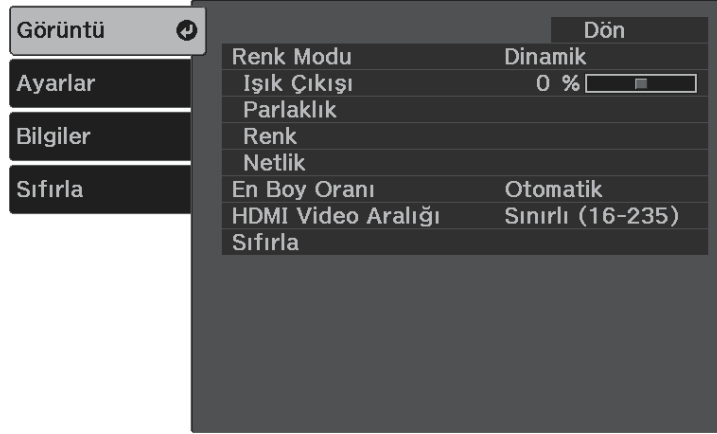 Görüntü
Ayarlar
Bilgiler
Sıfırla
Dön
Renk Modu Dinamik
Işık Çıkışı 0 %
Parlaklık
Renk
Netlik
En Boy Oranı Otomatik
HDMI Video Aralığı Sınırlı (16-235)
Sıfırla